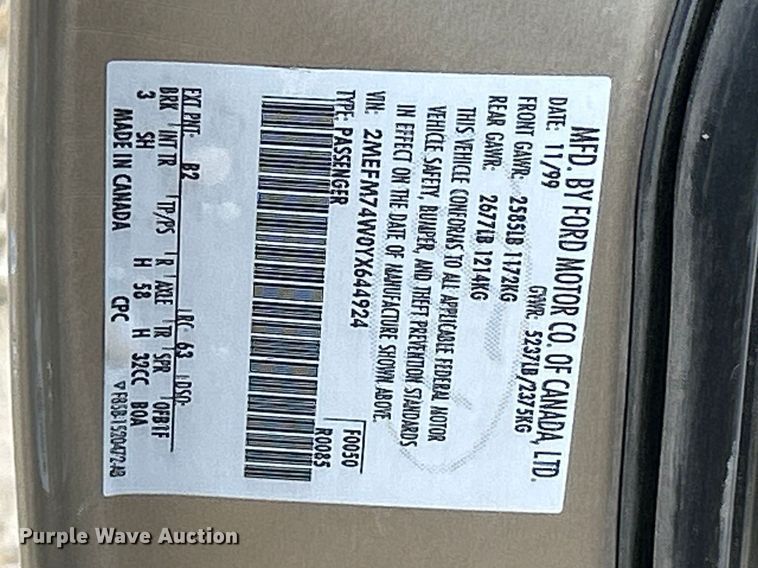 MFD. BY FORD MOTOR CO. OF CANADA, LTD.
DATE: 11/99 GVWR: 5237LB/2375KG
FRONT GAWR: 2585LB 1172KG
REAR GAWR: 2677LB 1214KG
THIS VEHICLE CONFORMS TO ALL APPLICABLE FEDERAL MOTOR
VEHICLE SAFETY, BUMPER, AND THEFT PREVENTION STANDARDS
IN EFFECT ON THE DATE OF MANUFACTURE SHOWN ABOVE.
VIN: 2MEFM74W0YX644924 F0050
TYPE: PASSENGER R0085
EXT PNT: B2 RC: 63 DSO:
BRK INT TR TP/PS R AXLE TR SPR OFB1F
3 SH H 58 H 32CC BOA
MADE IN CANADA CPC
Purple Wave Auction